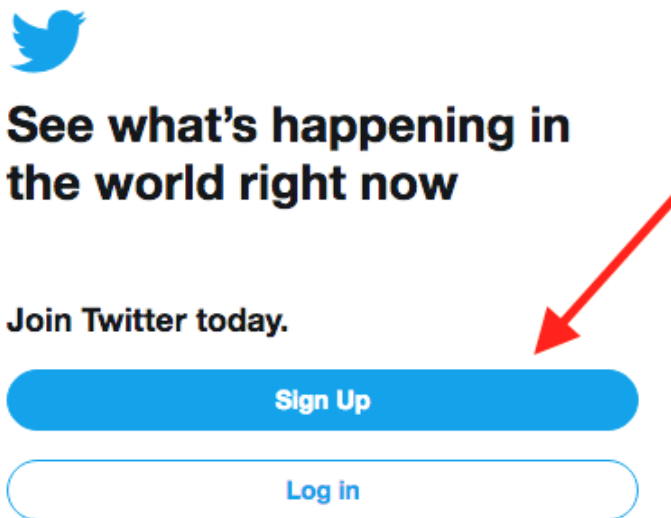 See what’s happening in
the world right now
Join Twitter today.
Sign Up
Log in